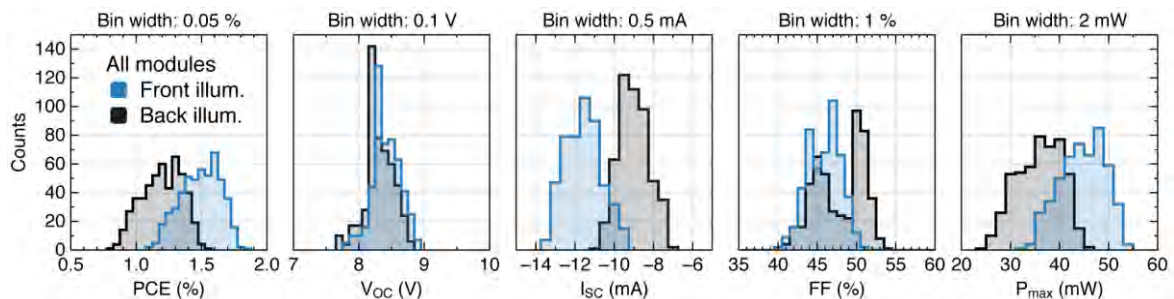 Bin width: 0.05 % Bin width: 0.1 V Bin width: 0.5 mA Bin width: 1 % Bin width: 2 mW
140
120
100
80
60
40
20
0
Counts
All modules
Front illum.
Back illum.
0.5 1.0 1.5 2.0 7 8 9 10 −14 −12 −10 −8 −6 35 40 45 50 55 60 20 30 40 50 60
PCE (%) VOC (V) ISC (mA) FF (%) Pmax (mW)